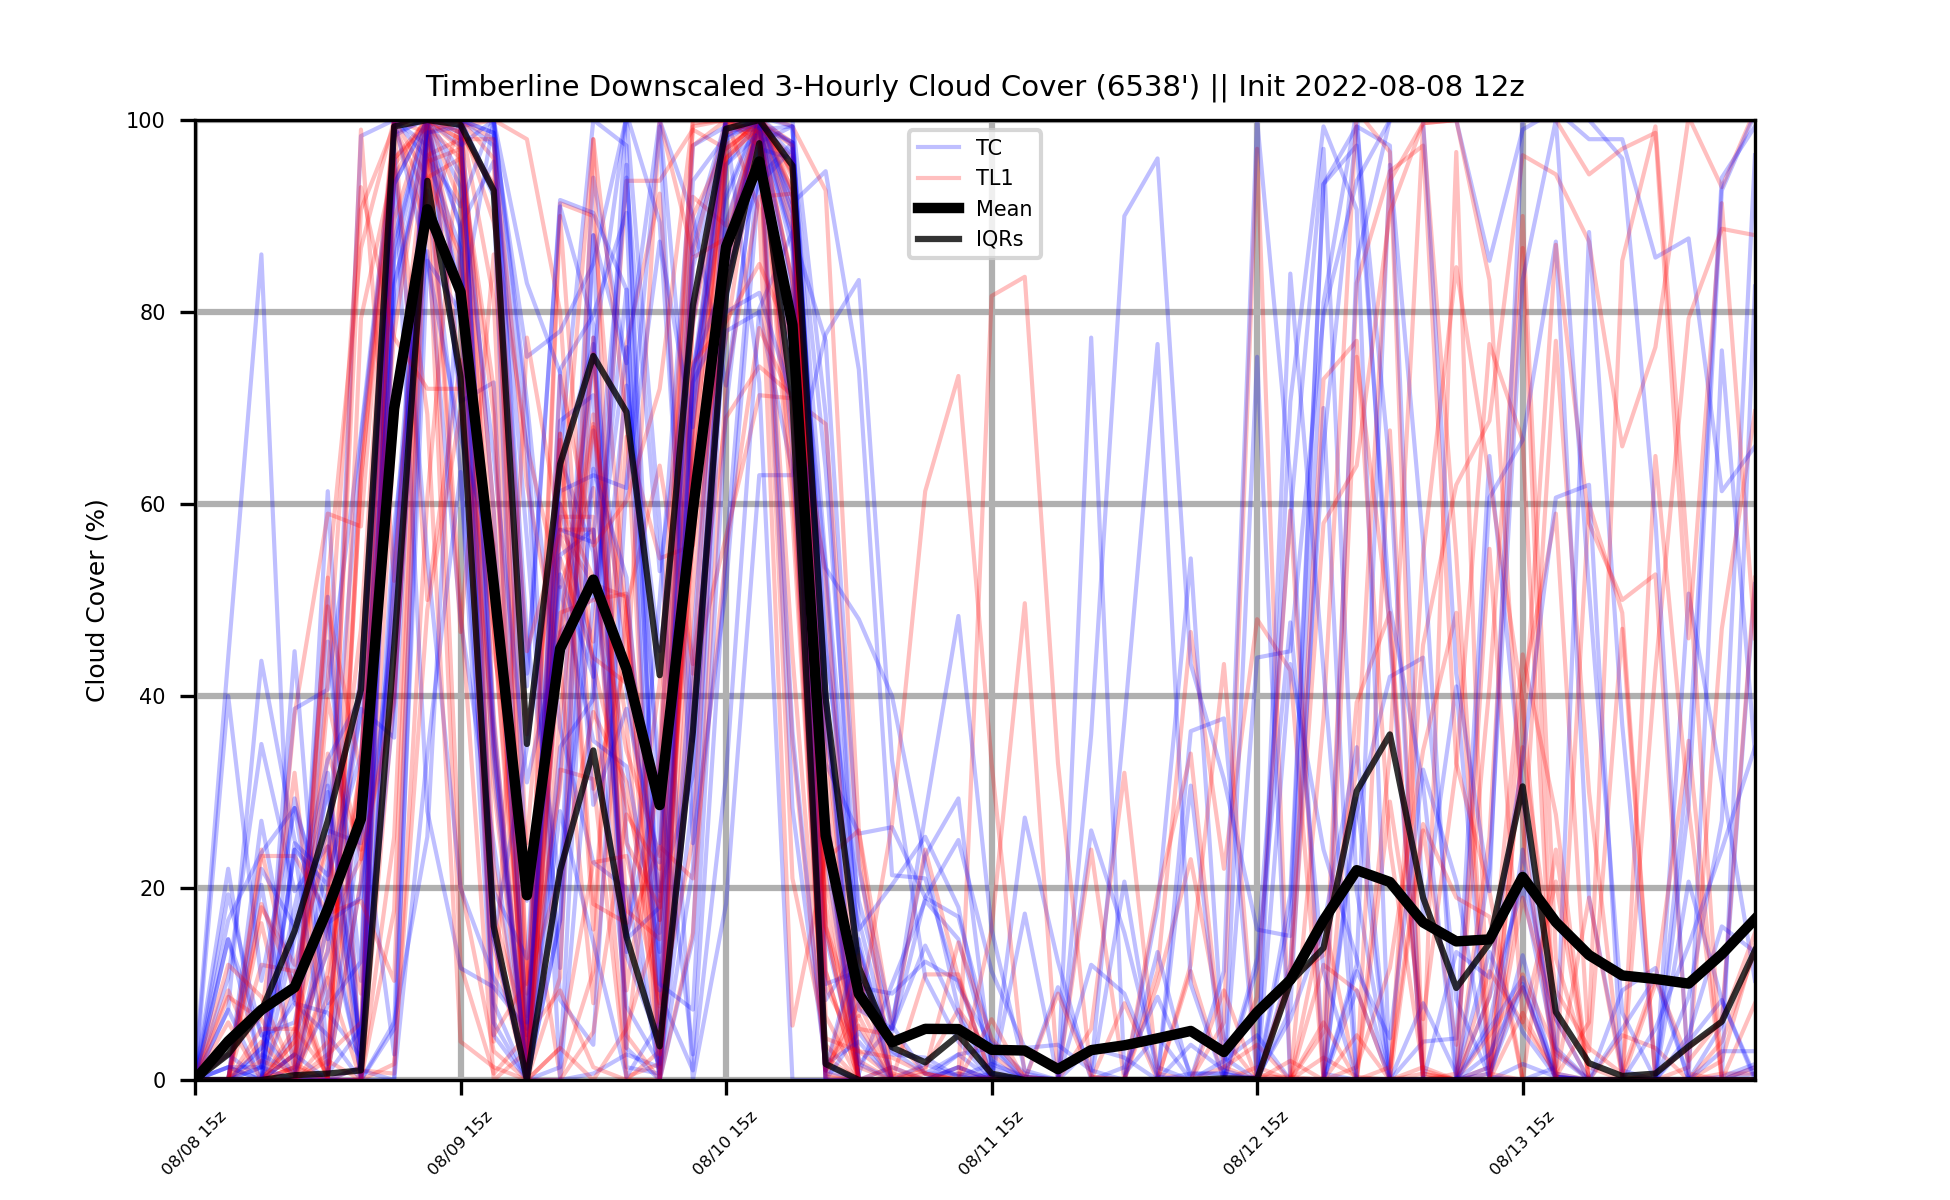 Timberline Downscaled 3-Hourly Cloud Cover (6538') || Init 2022-08-08 12z
TC
TL1
Mean
IQRs
Cloud Cover (%)
100
80
60
40
20
0
08/08 15z
08/09 15z
08/10 15z
08/11 15z
08/12 15z
08/13 15z